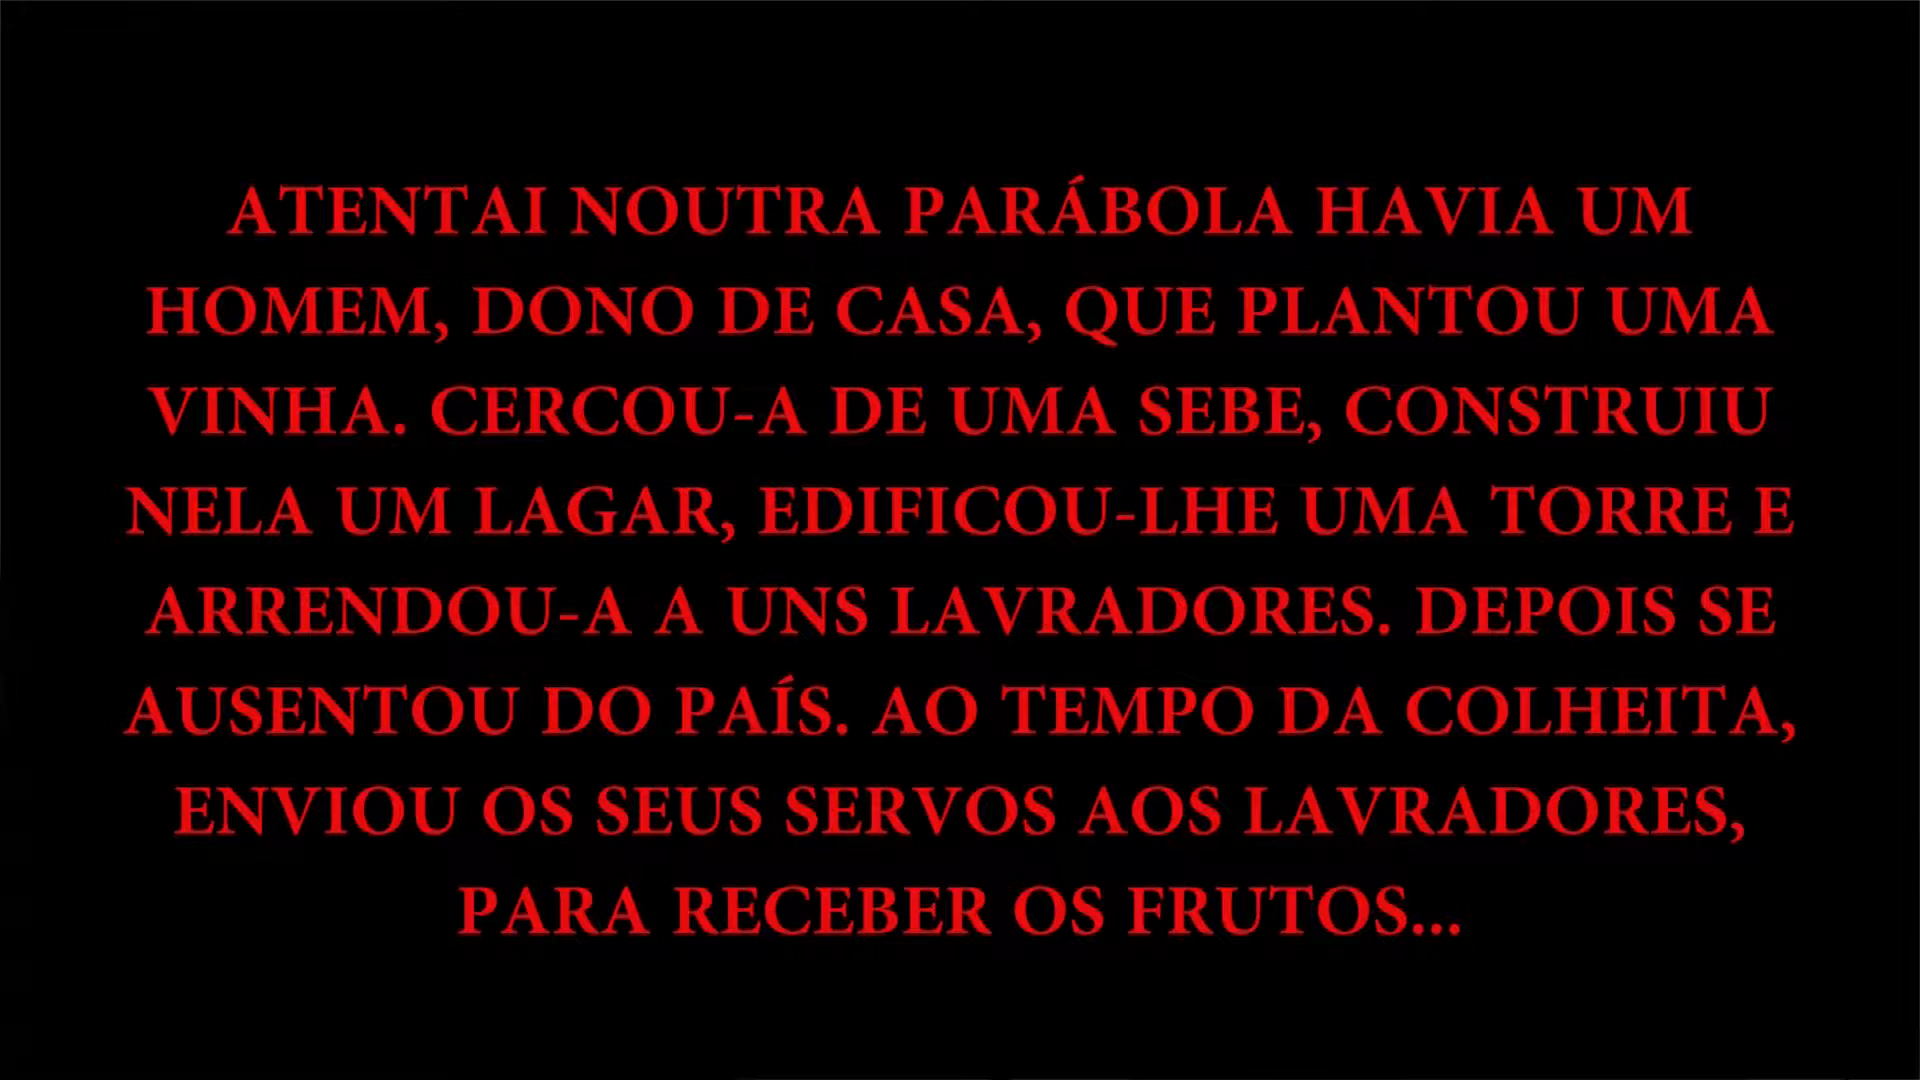 ATENTAI NOUTRA PARÁBOLA HAVIA UM
HOMEM, DONO DE CASA, QUE PLANTOU UMA
VINHA. CERCOU-A DE UMA SEBE, CONSTRUIU
NELA UM LAGAR, EDIFICOU-LHE UMA TORRE E
ARRENDOU-A A UNS LAVRADORES. DEPOIS SE
AUSENTOU DO PAÍS. AO TEMPO DA COLHEITA,
ENVIOU OS SEUS SERVOS AOS LAVRADORES,
PARA RECEBER OS FRUTOS...